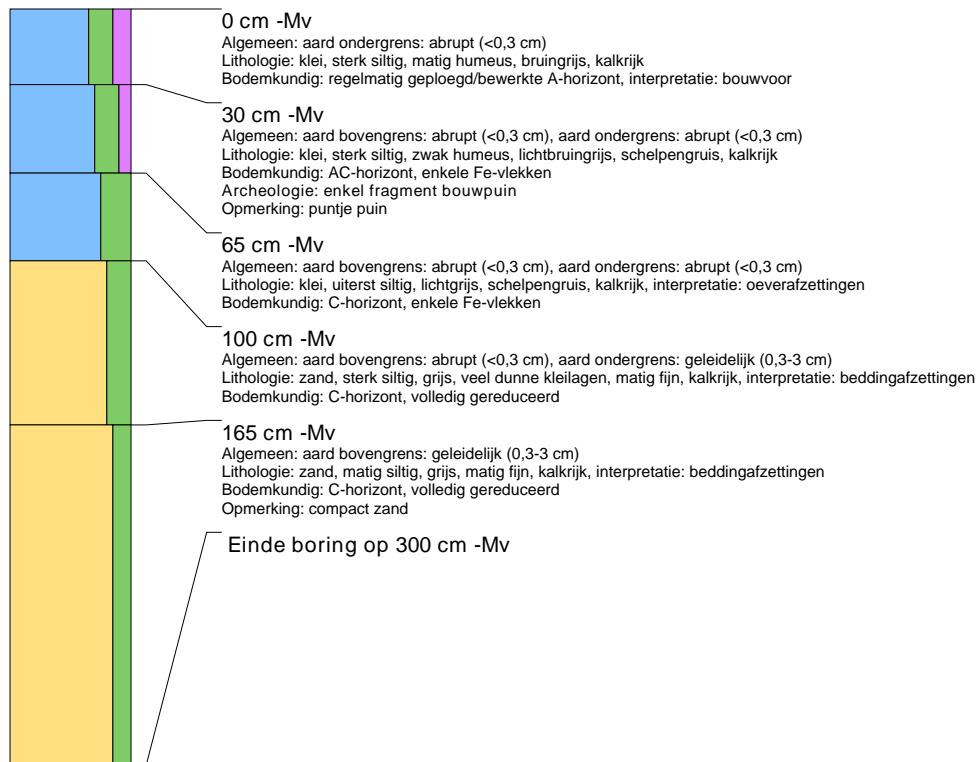 0 cm -Mv
Algemeen: aard ondergrens: abrupt (<0,3 cm)
Lithologie: klei, sterk siltig, matig humeus, bruingrijs, kalkrijk
Bodemkundig: regelmatig geploegd/bewerkte A-horizont, interpretatie: bouwvoor
30 cm -Mv
Algemeen: aard bovengrens: abrupt (<0,3 cm), aard ondergrens: abrupt (<0,3 cm)
Lithologie: klei, sterk siltig, zwak humeus, lichtbruingrijs, schelpengruis, kalkrijk
Bodemkundig: AC-horizont, enkele Fe-vlekken
Archeologie: enkel fragment bouwpuin
Opmerking: puntje puin
65 cm -Mv
Algemeen: aard bovengrens: abrupt (<0,3 cm), aard ondergrens: abrupt (<0,3 cm)
Lithologie: klei, uiterst siltig, lichtgrijs, schelpengruis, kalkrijk, interpretatie: oeverafzettingen
Bodemkundig: C-horizont, enkele Fe-vlekken
100 cm -Mv
Algemeen: aard bovengrens: abrupt (<0,3 cm), aard ondergrens: geleidelijk (0,3-3 cm)
Lithologie: zand, sterk siltig, grijs, veel dunne kleilagen, matig fijn, kalkrijk, interpretatie: beddingafzettingen
Bodemkundig: C-horizont, volledig gereduceerd
165 cm -Mv
Algemeen: aard bovengrens: geleidelijk (0,3-3 cm)
Lithologie: zand, matig siltig, grijs, matig fijn, kalkrijk, interpretatie: beddingafzettingen
Bodemkundig: C-horizont, volledig gereduceerd
Opmerking: compact zand
Einde boring op 300 cm -Mv